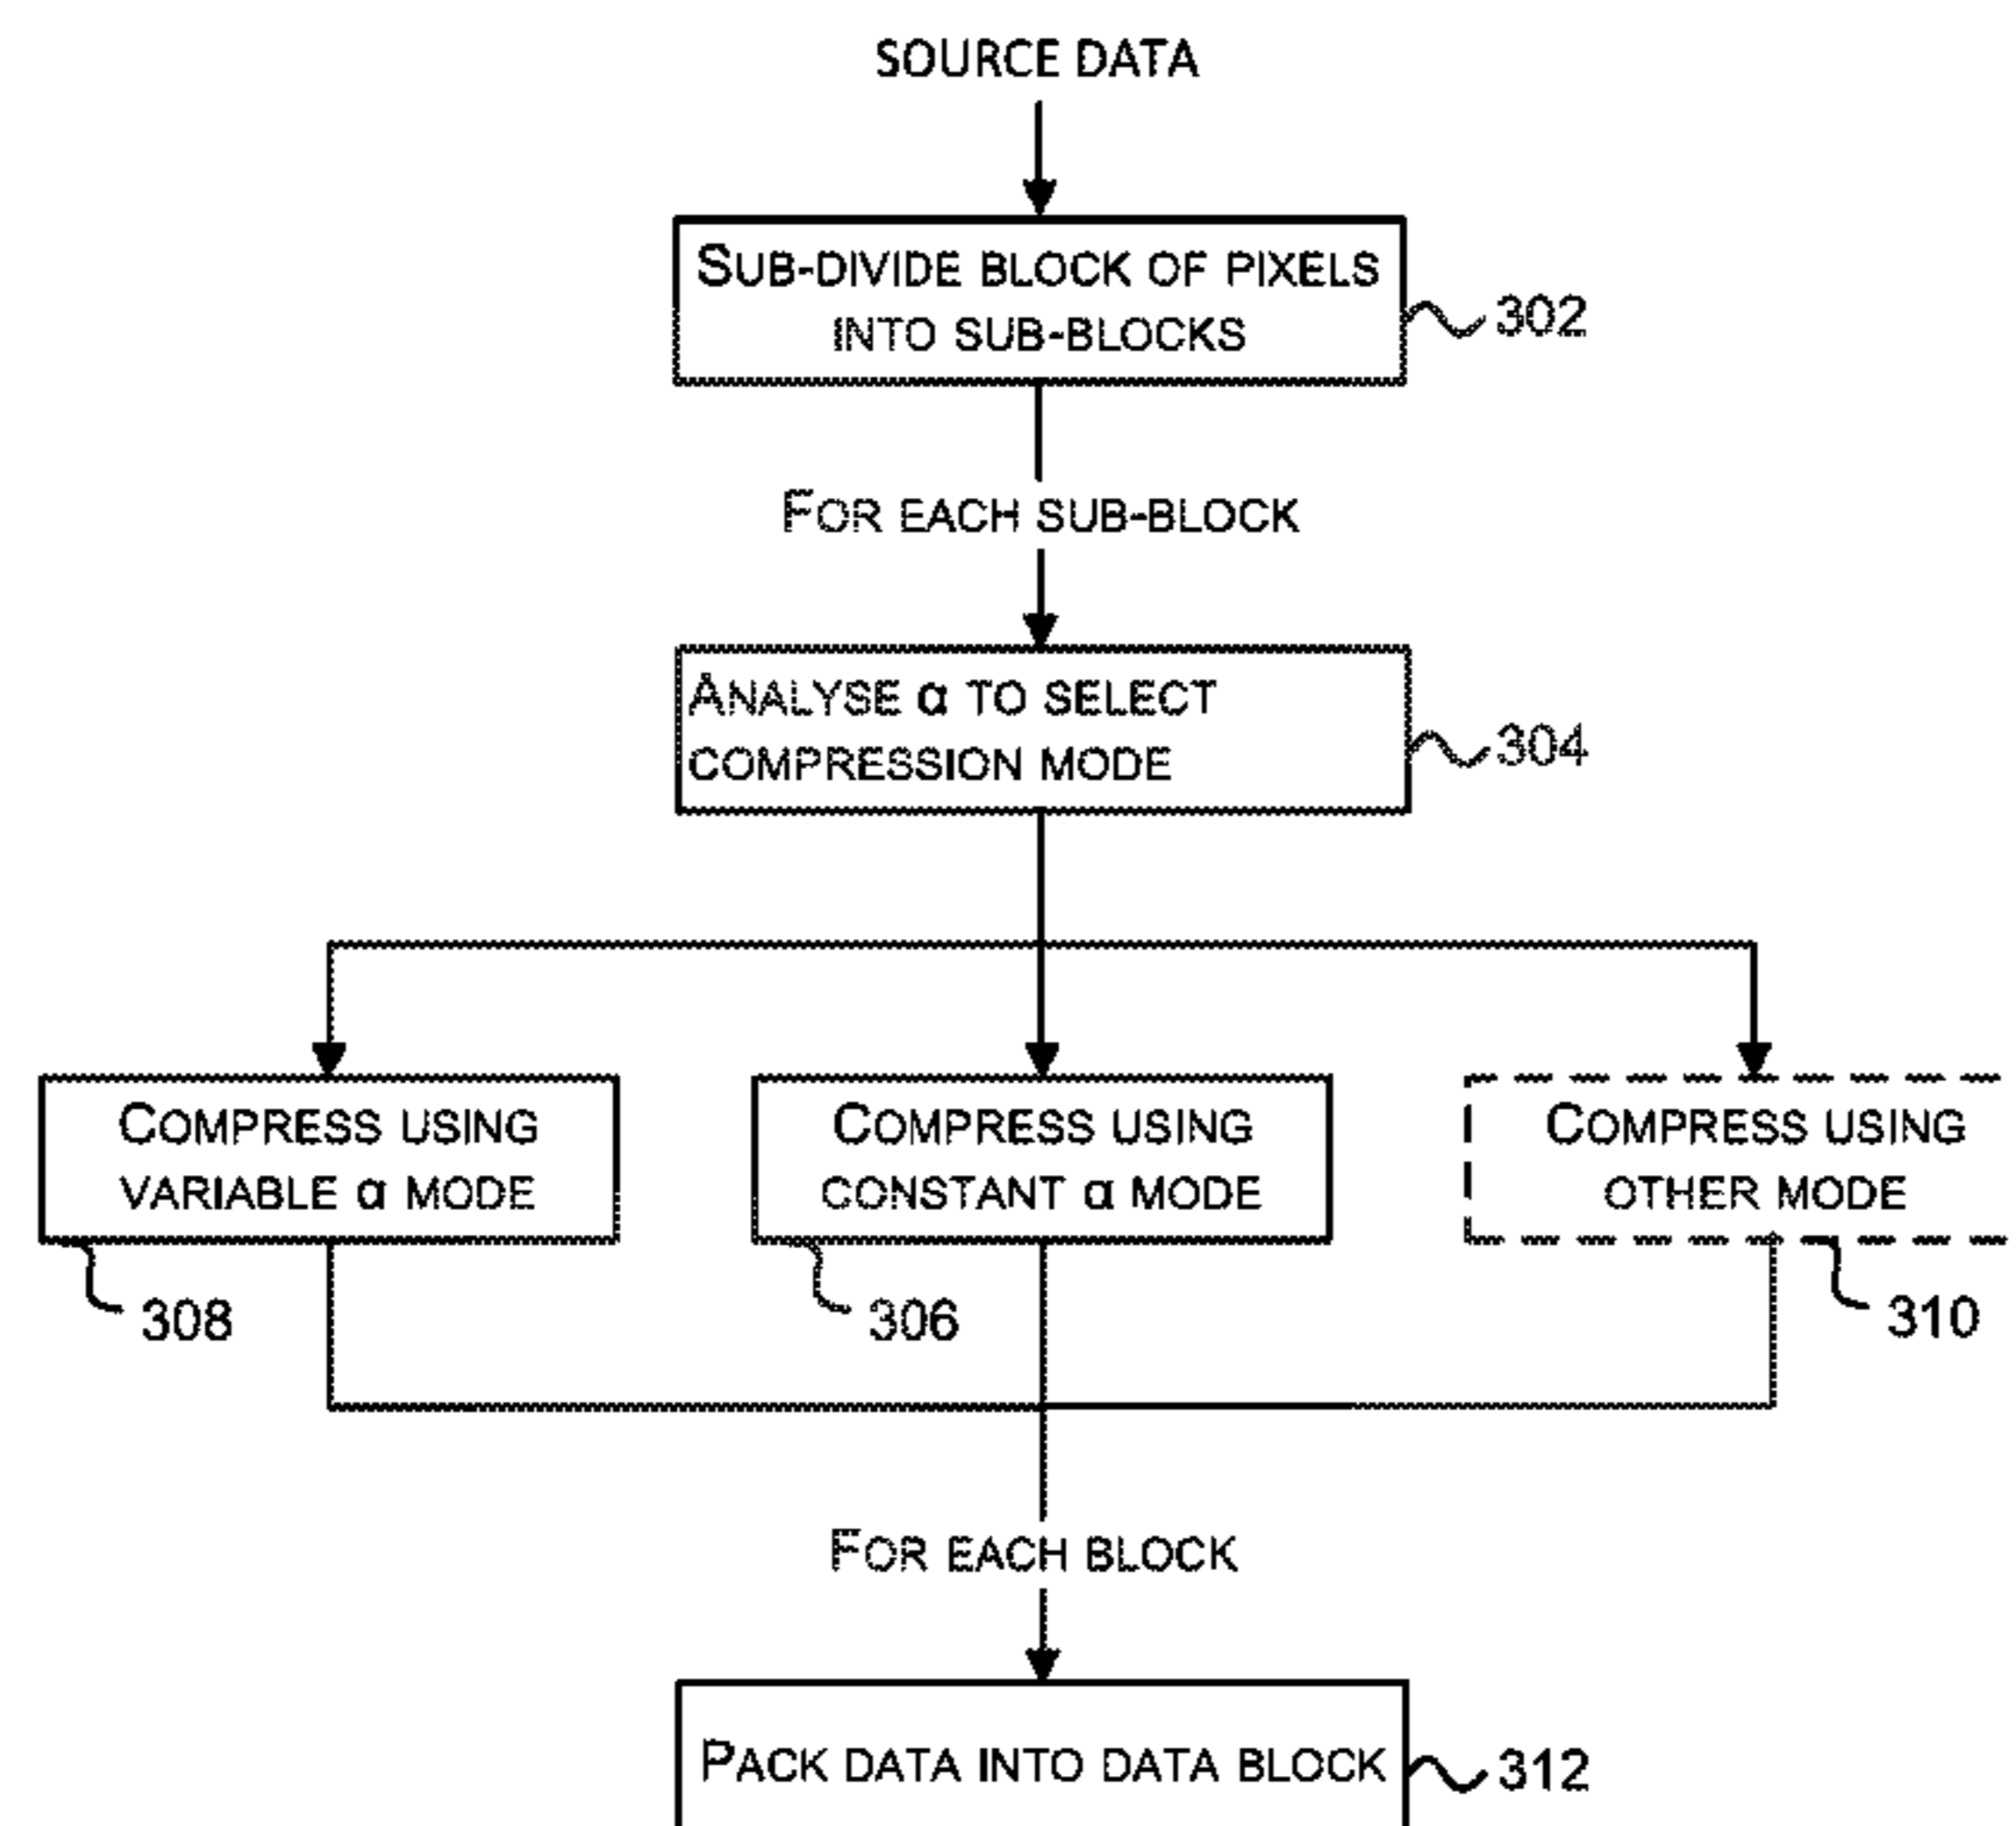 SOURCE DATA
SUB-DIVIDE BLOCK OF PIXELS
INTO SUB-BLOCKS
302
FOR EACH SUB-BLOCK
ANALYSE α TO SELECT
COMPRESSION MODE
304
COMPRESS USING
VARIABLE α MODE
308
COMPRESS USING
CONSTANT α MODE
306
COMPRESS USING
OTHER MODE
310
FOR EACH BLOCK
PACK DATA INTO DATA BLOCK
312